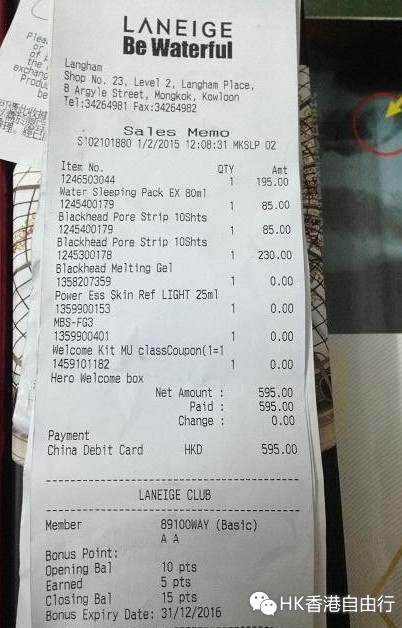 LANEIGE
Be Waterful
Langham
Shop No. 23, Level 2, Langham Place,
8 Argyle Street, Mongkok, Kowloon
Tel:34264981 Fax:34264982
Sales Memo
S102101880 1/2/2015 12:08:31 MKSLP 02
Item No. QTY Amt
1246503044 1 195.00
Water Sleeping Pack EX 80ml
1245400179 1 85.00
Blackhead Pore Strip 10Shts
1245400179 1 85.00
Blackhead Pore Strip 10Shts
1245300178 1 230.00
Blackhead Melting Gel
1358207359 1 0.00
Power Ess Skin Ref LIGHT 25ml
1359900153 1 0.00
MBS-FG3
1359900401 1 0.00
Welcome Kit MU classCoupon(1=1
1459101182 1 0.00
Hero Welcome box
Net Amount : 595.00
Paid : 595.00
Change : 0.00
Payment
China Debit Card HKD 595.00
LANEIGE CLUB
Member 89100WAY (Basic)
A A
Bonus Point:
Opening Bal 10 pts
Earned 5 pts
Closing Bal 15 pts
Bonus Expiry Date: 31/12/2016
HK香港自由行